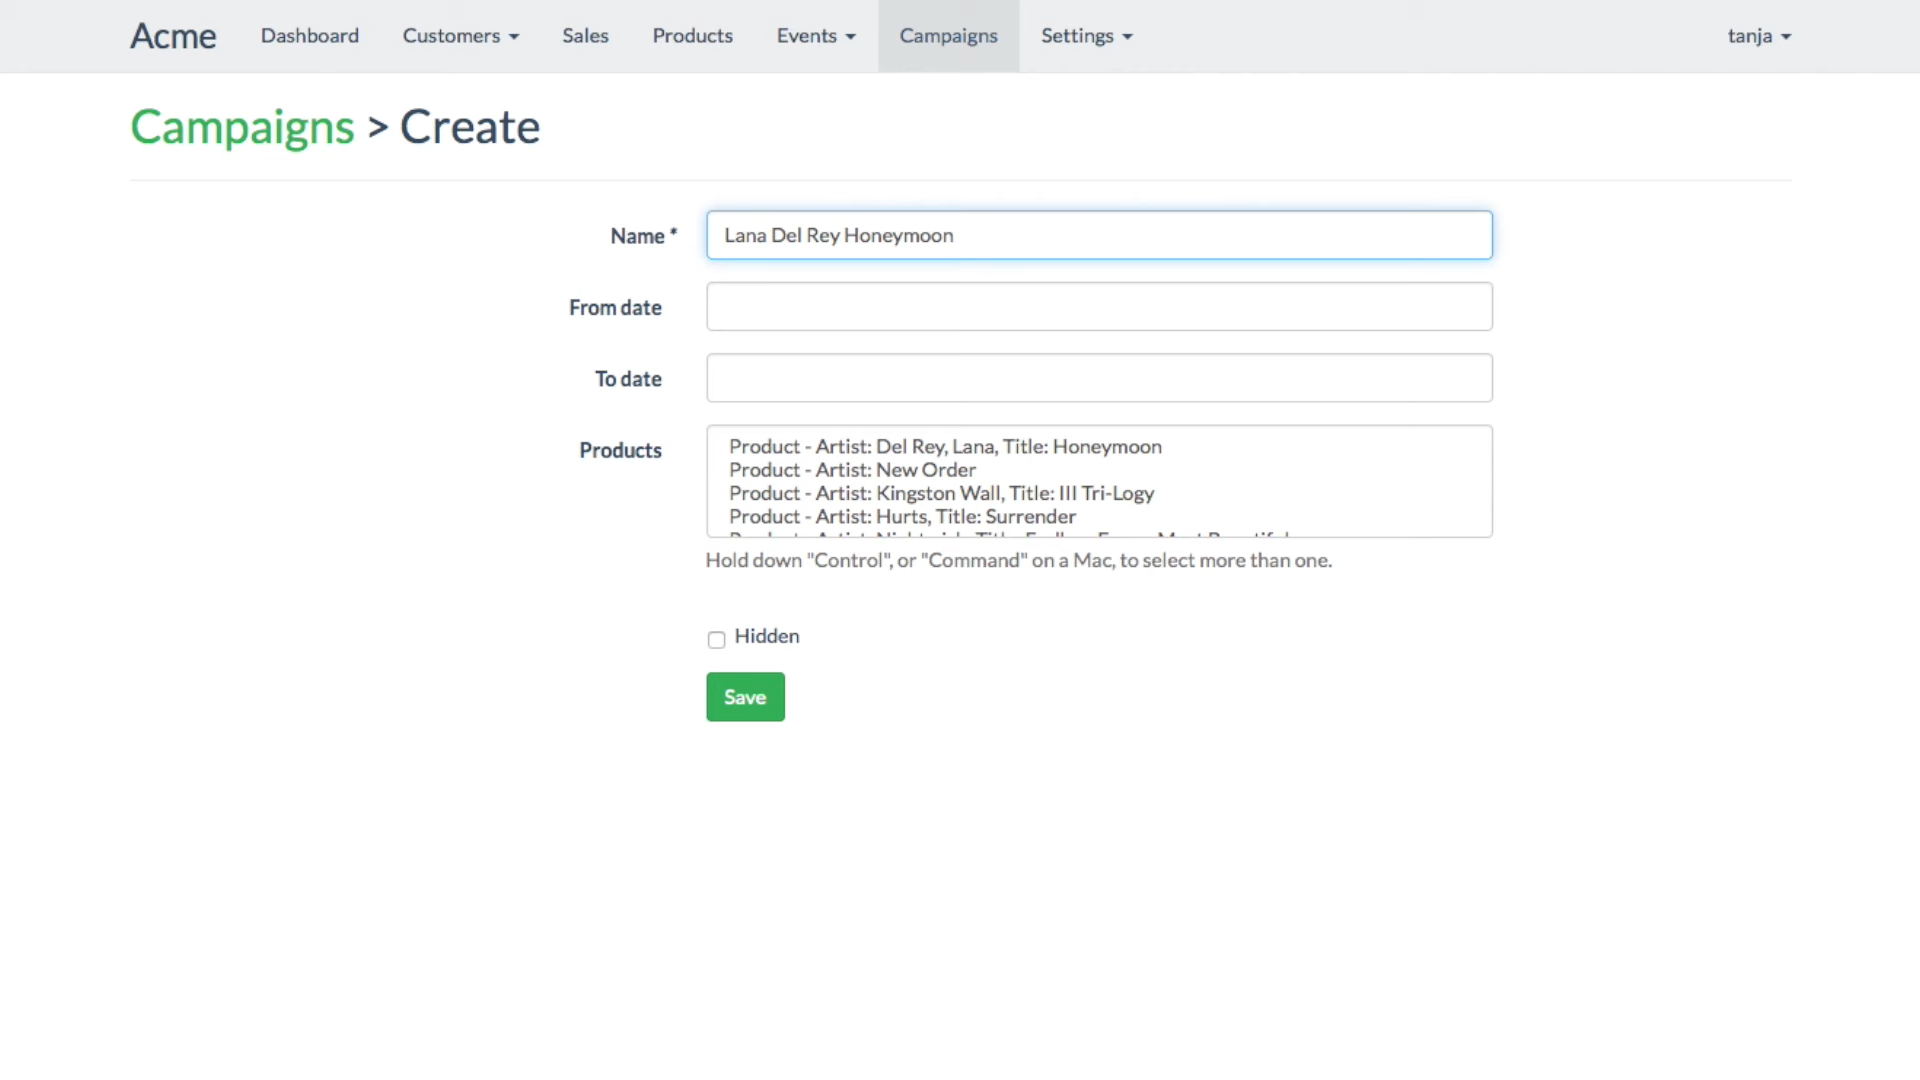 Acme Dashboard Customers Sales Products Events Campaigns Settings tanja
Campaigns > Create
Name * Lana Del Rey Honeymoon
From date
To date
Products
Product - Artist: Del Rey, Lana, Title: Honeymoon
Product - Artist: New Order
Product - Artist: Kingston Wall, Title: III Tri-Logy
Product - Artist: Hurts, Title: Surrender
Hold down "Control", or "Command" on a Mac, to select more than one.
Hidden
Save